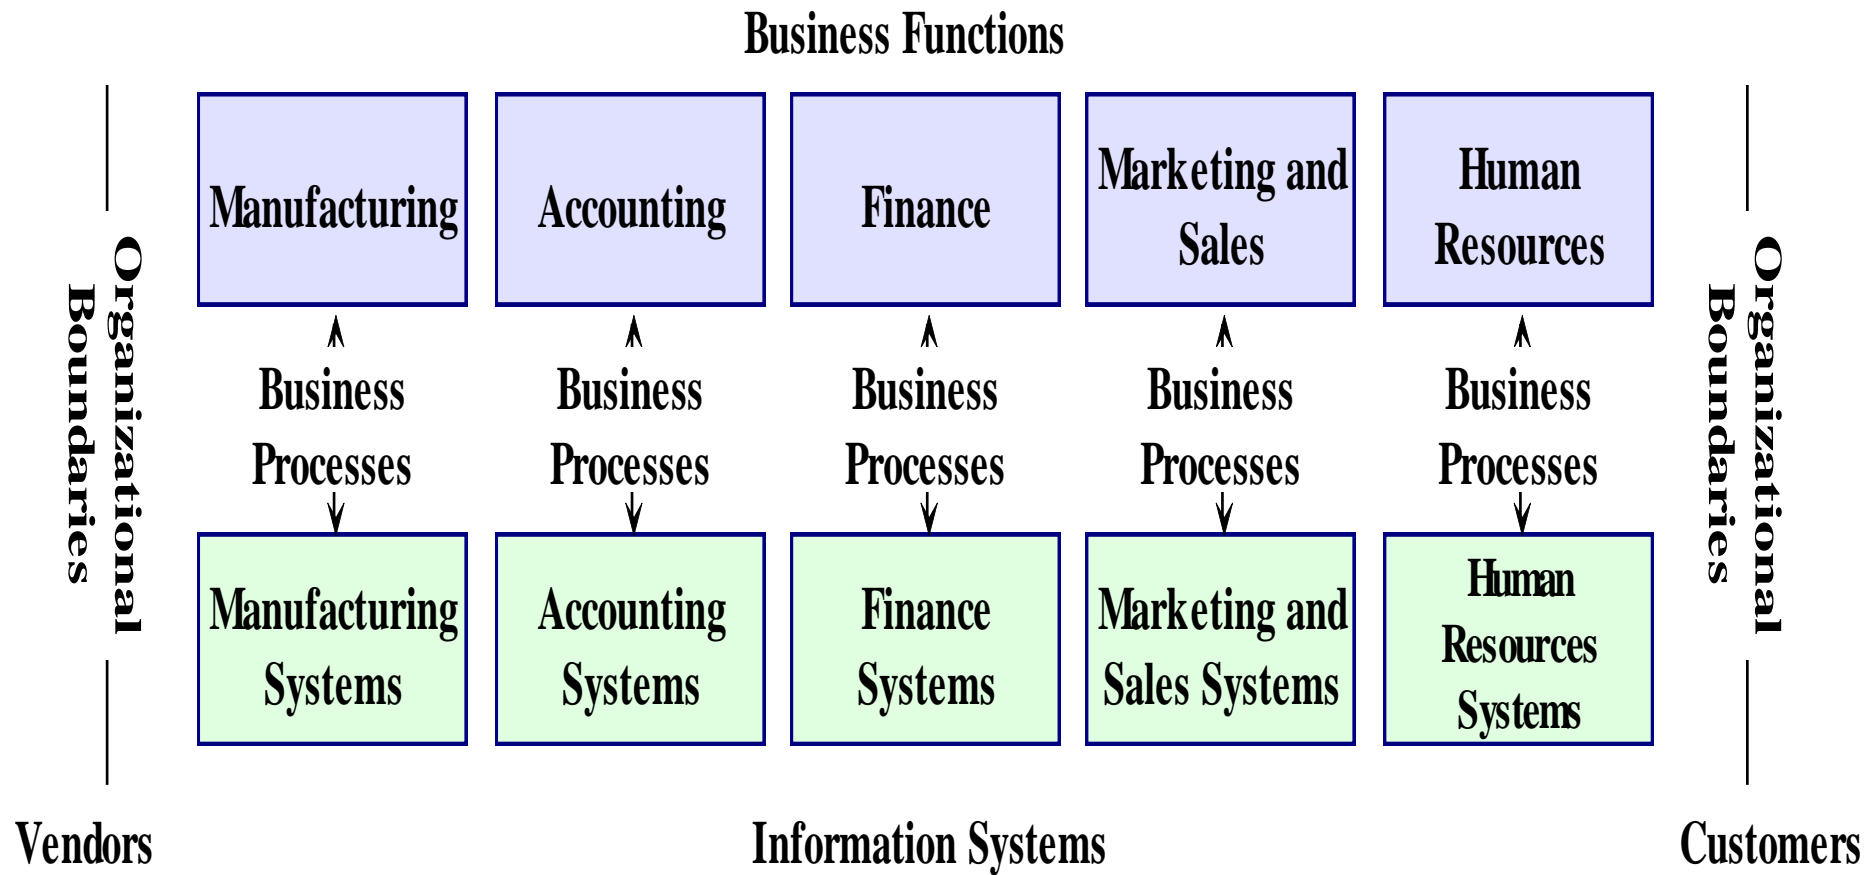 Business Functions
Manufacturing
Accounting
Finance
Marketing and
Sales
Human
Resources
Organizational
Boundaries
Organizational
Boundaries
Business
Processes
Business
Processes
Business
Processes
Business
Processes
Business
Processes
Manufacturing
Systems
Accounting
Systems
Finance
Systems
Marketing and
Sales Systems
Human
Resources
Systems
Vendors
Information Systems
Customers